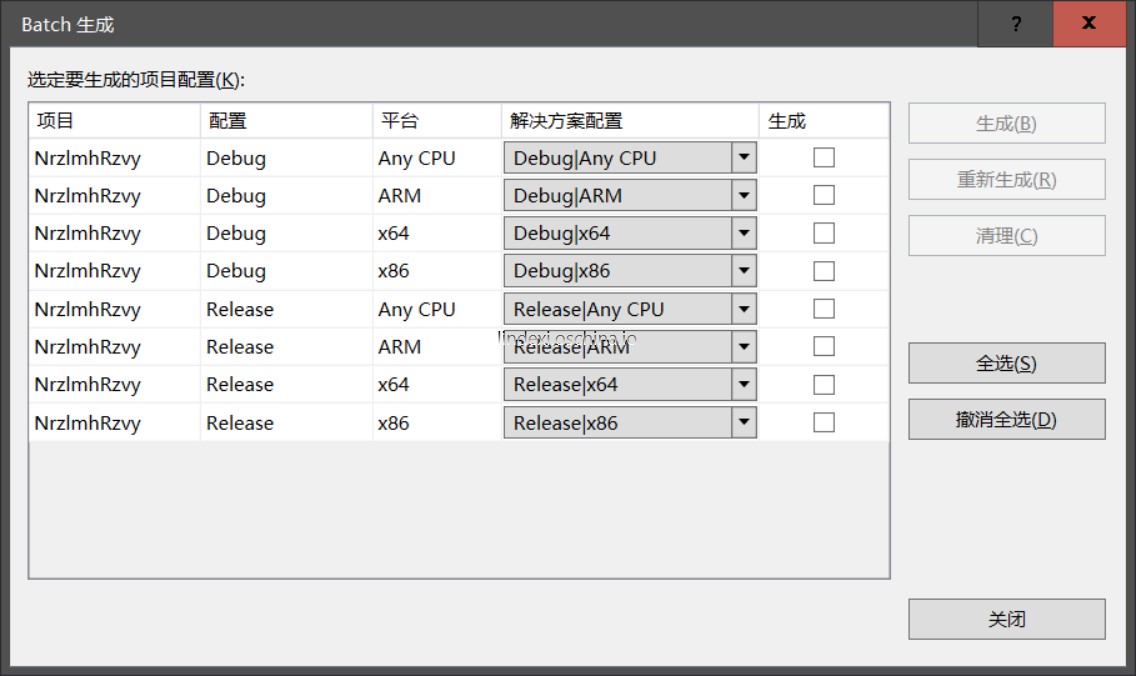 Batch 生成
?
x
选定要生成的项目配置(K):
项目 配置 平台 解决方案配置 生成
NrzlmhRzvy Debug Any CPU Debug|Any CPU
NrzlmhRzvy Debug ARM Debug|ARM
NrzlmhRzvy Debug x64 Debug|x64
NrzlmhRzvy Debug x86 Debug|x86
NrzlmhRzvy Release Any CPU Release|Any CPU
lindexi.oschina.io
NrzlmhRzvy Release ARM Release|ARM
NrzlmhRzvy Release x64 Release|x64
NrzlmhRzvy Release x86 Release|x86
生成(B)
重新生成(R)
清理(C)
全选(S)
撤消全选(D)
关闭